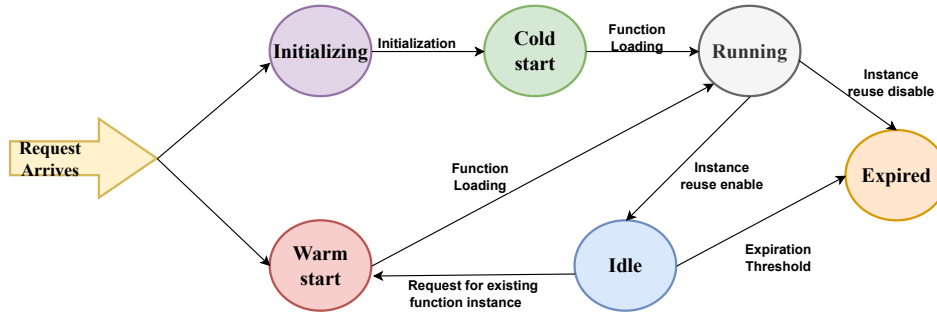 Initializing
Initialization
Cold
start
Function
Loading
Running
Instance
reuse disable
Request
Arrives
Function
Loading
Instance
reuse enable
Expired
Warm
start
Request for existing
function instance
Idle
Expiration
Threshold